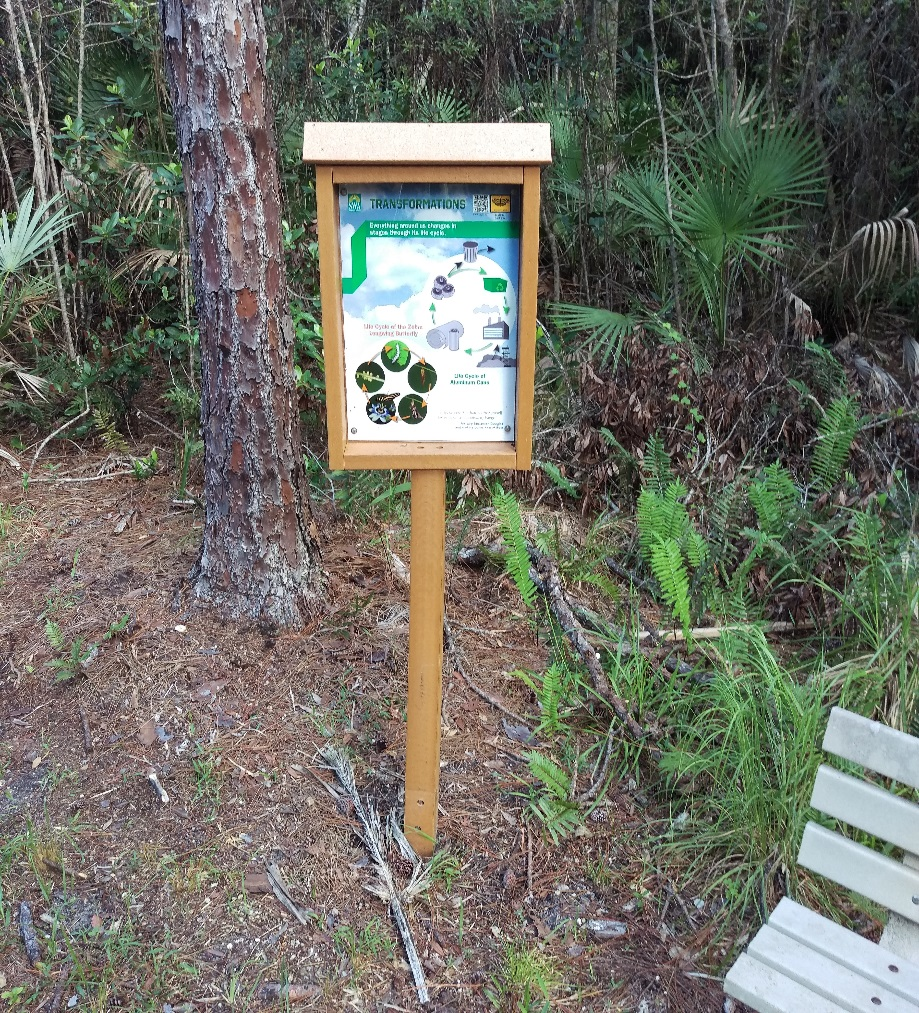 TRANSFORMATIONS
Everything around us changes in
stages through its life cycle.
Life Cycle of the Zebra
Longwing Butterfly
Life Cycle of
Aluminum Cans